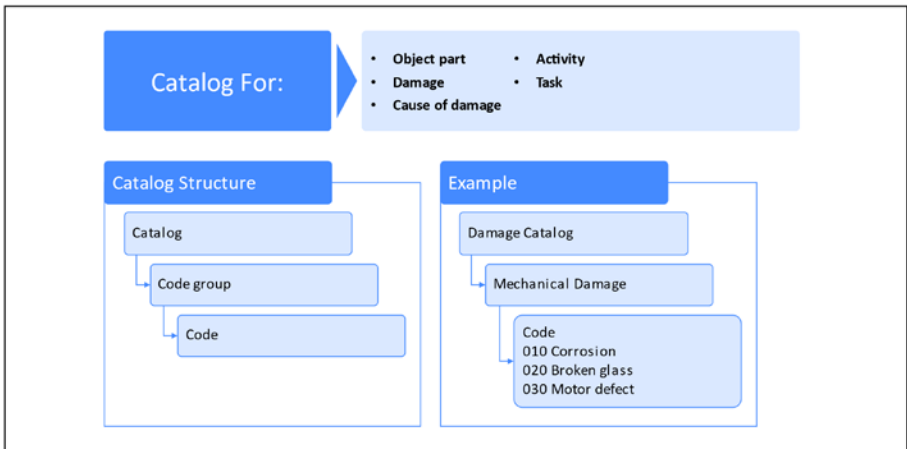 Catalog For:
• Object part
• Damage
• Cause of damage
• Activity
• Task
Catalog Structure
Catalog
Code group
Code
Example
Damage Catalog
Mechanical Damage
Code
010 Corrosion
020 Broken glass
030 Motor defect